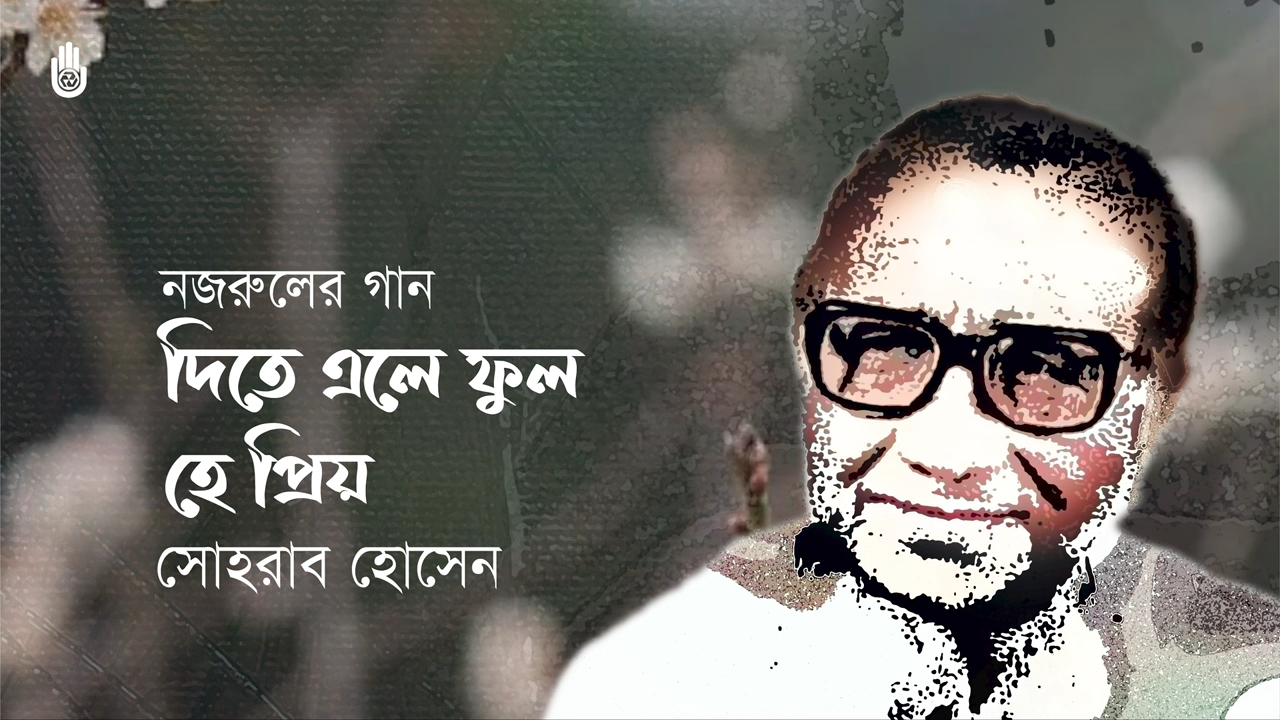 নজরুলের গান
দিতে এলে ফুল
হে প্রিয়
সোহরাব হোসেন